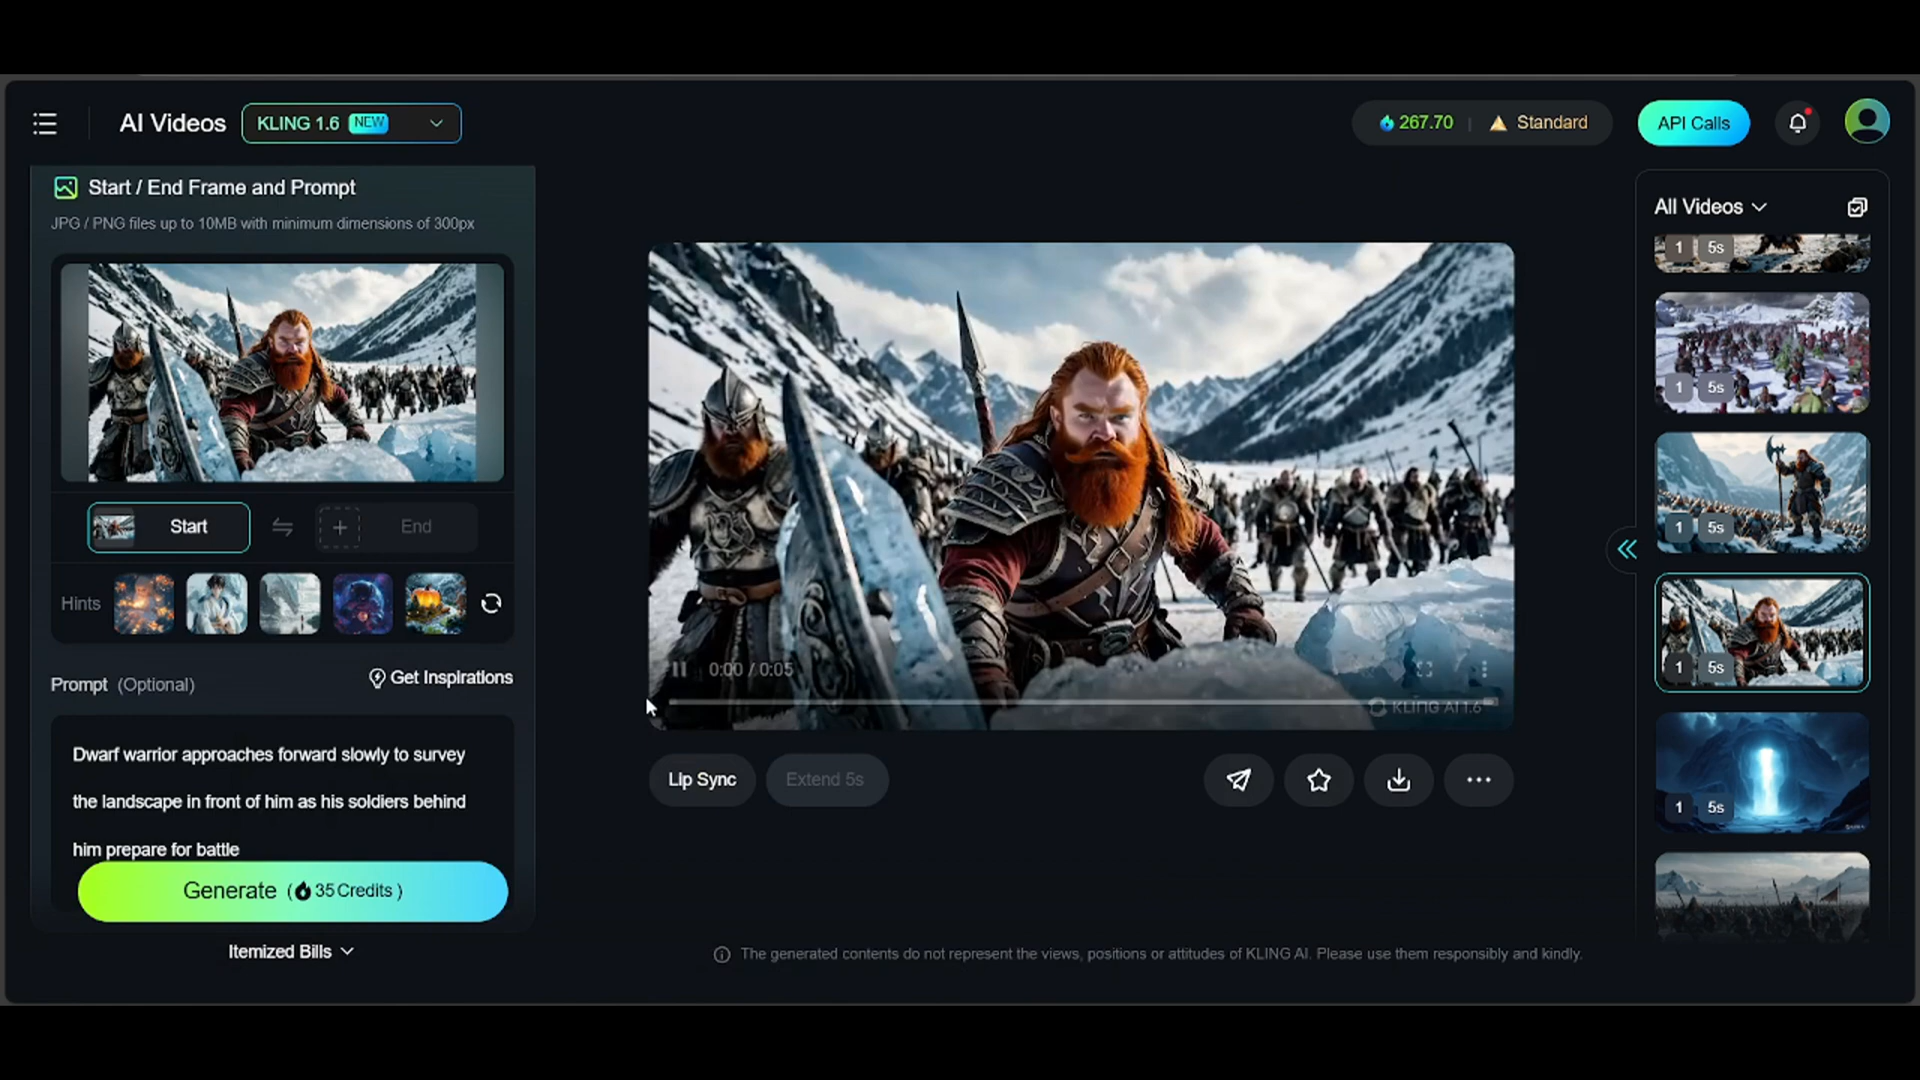 AI Videos
KLING 1.6 NEW
267.70 | Standard
API Calls
Start / End Frame and Prompt
JPG / PNG files up to 10MB with minimum dimensions of 300px
Start
End
Hints
Prompt (Optional)
Get Inspirations
Dwarf warrior approaches forward slowly to survey
the landscape in front of him as his soldiers behind
him prepare for battle
Generate ( 35 Credits )
Itemized Bills
0:00 / 0:05
KLING AI 1.6
Lip Sync
Extend 5s
The generated contents do not represent the views, positions or attitudes of KLING AI. Please use them responsibly and kindly.
All Videos
1 5s
1 5s
1 5s
1 5s
1 5s